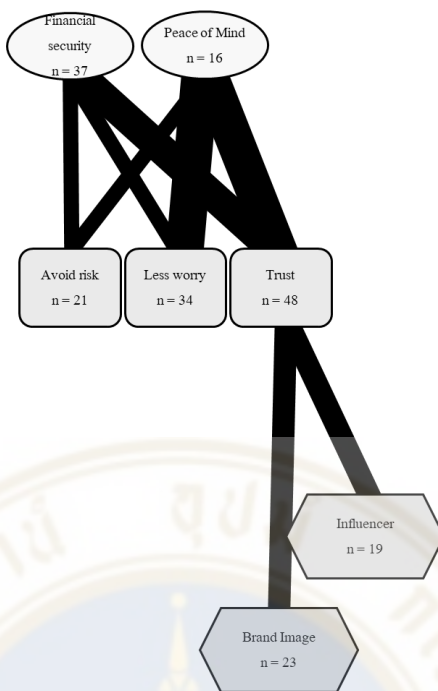 Financial
security
n = 37
Peace of Mind
n = 16
Avoid risk
n = 21
Less worry
n = 34
Trust
n = 48
Influencer
n = 19
Brand Image
n = 23